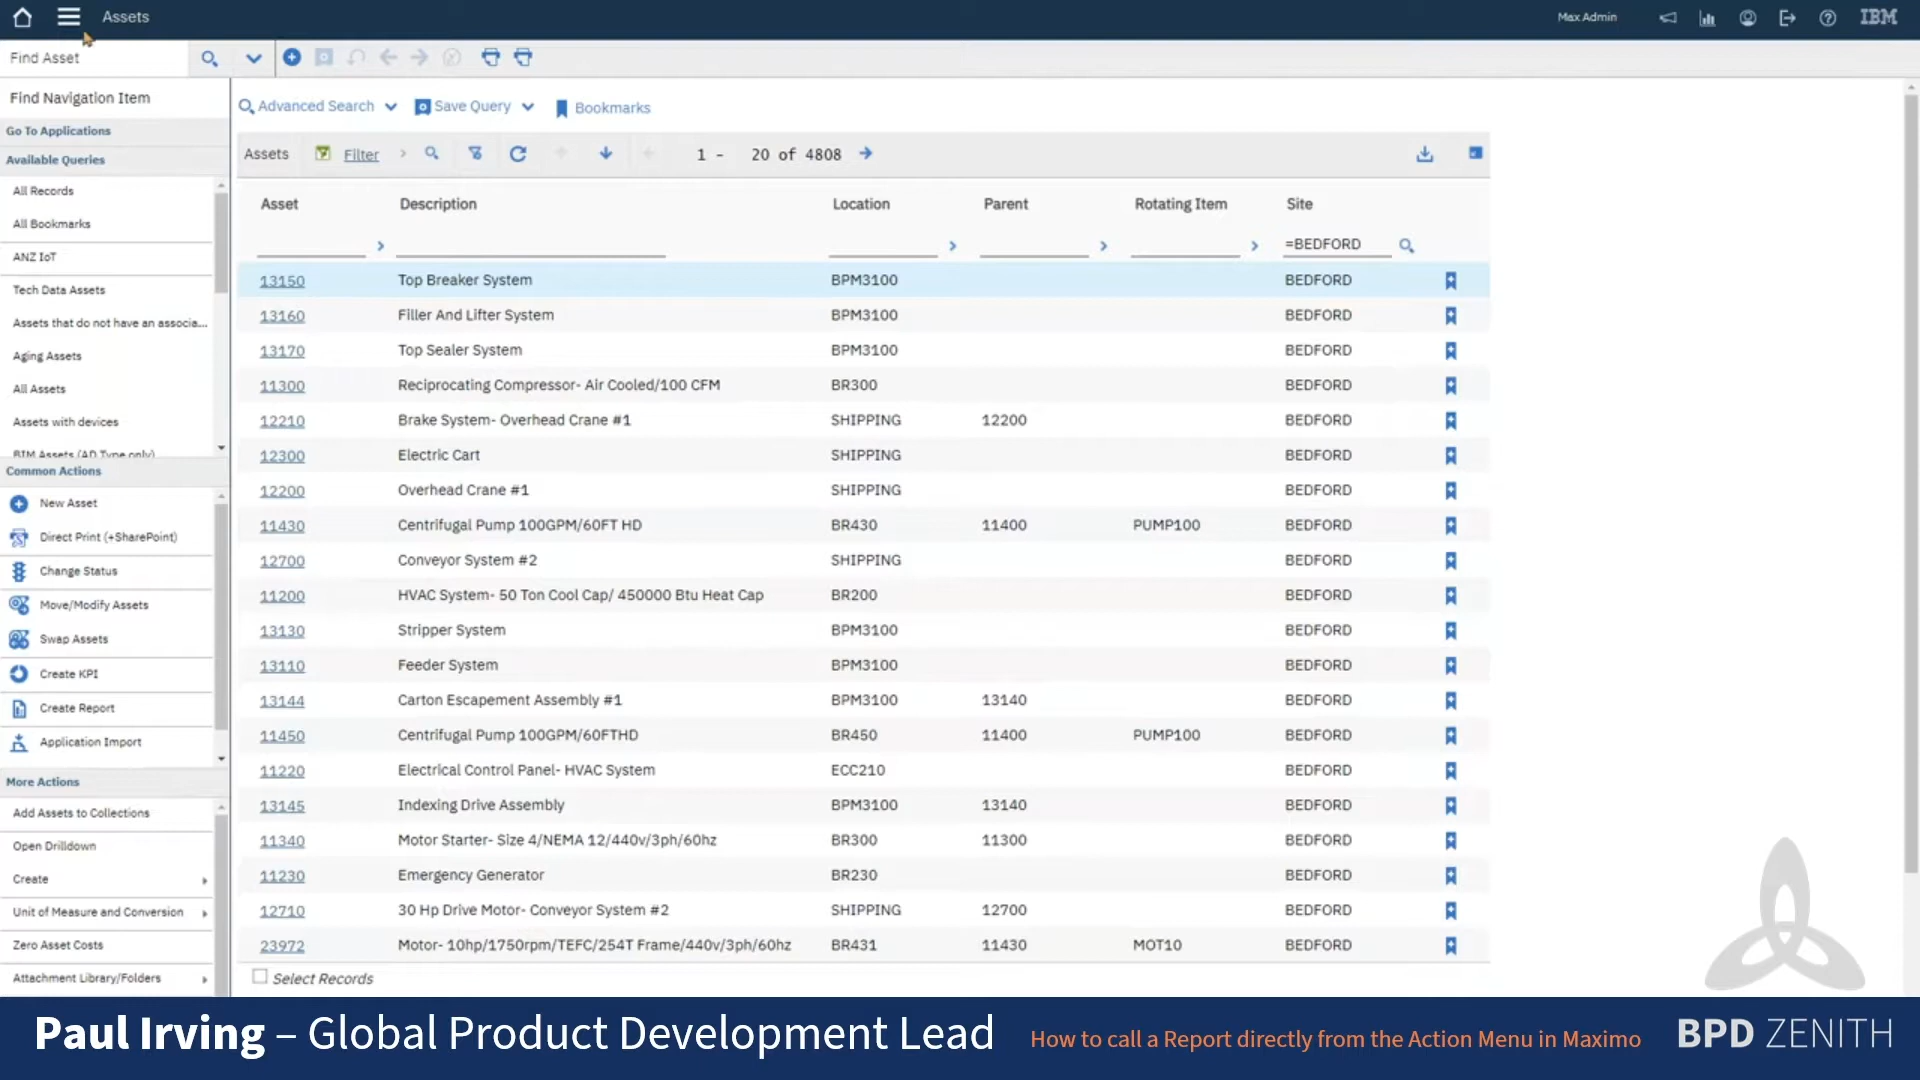 Assets
Max Admin
IBM
Find Asset
Find Navigation Item
Go To Applications
Available Queries
All Records
All Bookmarks
ANZ IoT
Tech Data Assets
Assets that do not have an associa...
Aging Assets
All Assets
Assets with devices
BIM Assets (AD Type only)
Common Actions
New Asset
Direct Print (+SharePoint)
Change Status
Move/Modify Assets
Swap Assets
Create KPI
Create Report
Application Import
More Actions
Add Assets to Collections
Open Drilldown
Create
Unit of Measure and Conversion
Zero Asset Costs
Attachment Library/Folders
Advanced Search
Save Query
Bookmarks
Assets Filter 1 - 20 of 4808
Asset Description Location Parent Rotating Item Site
=BEDFORD
13150 Top Breaker System BPM3100 BEDFORD
13160 Filler And Lifter System BPM3100 BEDFORD
13170 Top Sealer System BPM3100 BEDFORD
11300 Reciprocating Compressor- Air Cooled/100 CFM BR300 BEDFORD
12210 Brake System- Overhead Crane #1 SHIPPING 12200 BEDFORD
12300 Electric Cart SHIPPING BEDFORD
12200 Overhead Crane #1 SHIPPING BEDFORD
11430 Centrifugal Pump 100GPM/60FT HD BR430 11400 PUMP100 BEDFORD
12700 Conveyor System #2 SHIPPING BEDFORD
11200 HVAC System- 50 Ton Cool Cap/ 450000 Btu Heat Cap BR200 BEDFORD
13130 Stripper System BPM3100 BEDFORD
13110 Feeder System BPM3100 BEDFORD
13144 Carton Escapement Assembly #1 BPM3100 13140 BEDFORD
11450 Centrifugal Pump 100GPM/60FTHD BR450 11400 PUMP100 BEDFORD
11220 Electrical Control Panel- HVAC System ECC210 BEDFORD
13145 Indexing Drive Assembly BPM3100 13140 BEDFORD
11340 Motor Starter- Size 4/NEMA 12/440v/3ph/60hz BR300 11300 BEDFORD
11230 Emergency Generator BR230 BEDFORD
12710 30 Hp Drive Motor- Conveyor System #2 SHIPPING 12700 BEDFORD
23972 Motor- 10hp/1750rpm/TEFC/254T Frame/440v/3ph/60hz BR431 11430 MOT10 BEDFORD
Select Records
Paul Irving – Global Product Development Lead
How to call a Report directly from the Action Menu in Maximo
BPD ZENITH